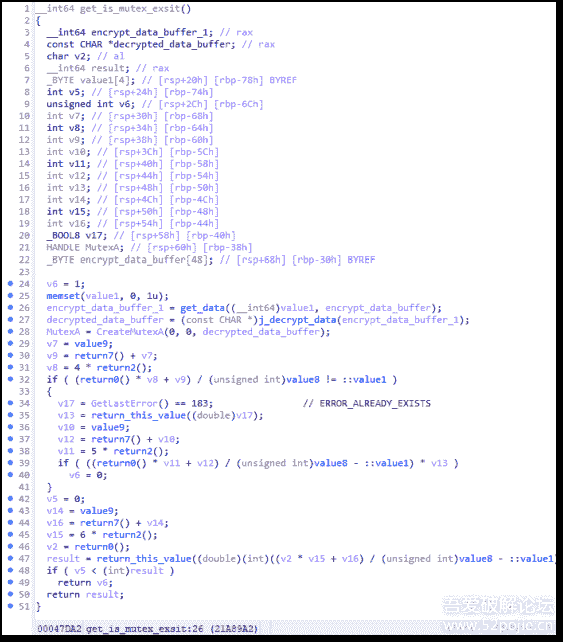 1 __int64 get_is_mutex_exsit()
2 {
3 __int64 encrypt_data_buffer_1; // rax
4 const CHAR *decrypted_data_buffer; // rax
5 char v2; // al
6 __int64 result; // rax
7 _BYTE value1[4]; // [rsp+20h] [rbp-78h] BYREF
8 int v5; // [rsp+24h] [rbp-74h]
9 unsigned int v6; // [rsp+2Ch] [rbp-6Ch]
10 int v7; // [rsp+30h] [rbp-68h]
11 int v8; // [rsp+34h] [rbp-64h]
12 int v9; // [rsp+38h] [rbp-60h]
13 int v10; // [rsp+3Ch] [rbp-5Ch]
14 int v11; // [rsp+40h] [rbp-58h]
15 int v12; // [rsp+44h] [rbp-54h]
16 int v13; // [rsp+48h] [rbp-50h]
17 int v14; // [rsp+4Ch] [rbp-4Ch]
18 int v15; // [rsp+50h] [rbp-48h]
19 int v16; // [rsp+54h] [rbp-44h]
20 _BOOL8 v17; // [rsp+58h] [rbp-40h]
21 HANDLE MutexA; // [rsp+60h] [rbp-38h]
22 _BYTE encrypt_data_buffer[48]; // [rsp+68h] [rbp-30h] BYREF
23
24 v6 = 1;
25 memset(value1, 0, 1u);
26 encrypt_data_buffer_1 = get_data((__int64)value1, encrypt_data_buffer);
27 decrypted_data_buffer = (const CHAR *)j_decrypt_data(encrypt_data_buffer_1);
28 MutexA = CreateMutexA(0, 0, decrypted_data_buffer);
29 v7 = value9;
30 v9 = return7() + v7;
31 v8 = 4 * return2();
32 if ( (return0() * v8 + v9) / (unsigned int)value8 != ::value1 )
33 {
34 v17 = GetLastError() == 183; // ERROR_ALREADY_EXISTS
35 v13 = return_this_value((double)v17);
36 v10 = value9;
37 v12 = return7() + v10;
38 v11 = 5 * return2();
39 if ( ((return0() * v11 + v12) / (unsigned int)value8 - ::value1) * v13 )
40 v6 = 0;
41 }
42 v5 = 0;
43 v14 = value9;
44 v16 = return7() + v14;
45 v15 = 6 * return2();
46 v2 = return0();
47 result = return_this_value((double)(int)((v2 * v15 + v16) / (unsigned int)value8 - ::value1)
48 if ( v5 < (int)result )
49 return v6;
50 return result;
51 }
00047DA2 get_is_mutex_exsit:26 (21A89A2)
吾爱破解论坛
www.52pojie.cn